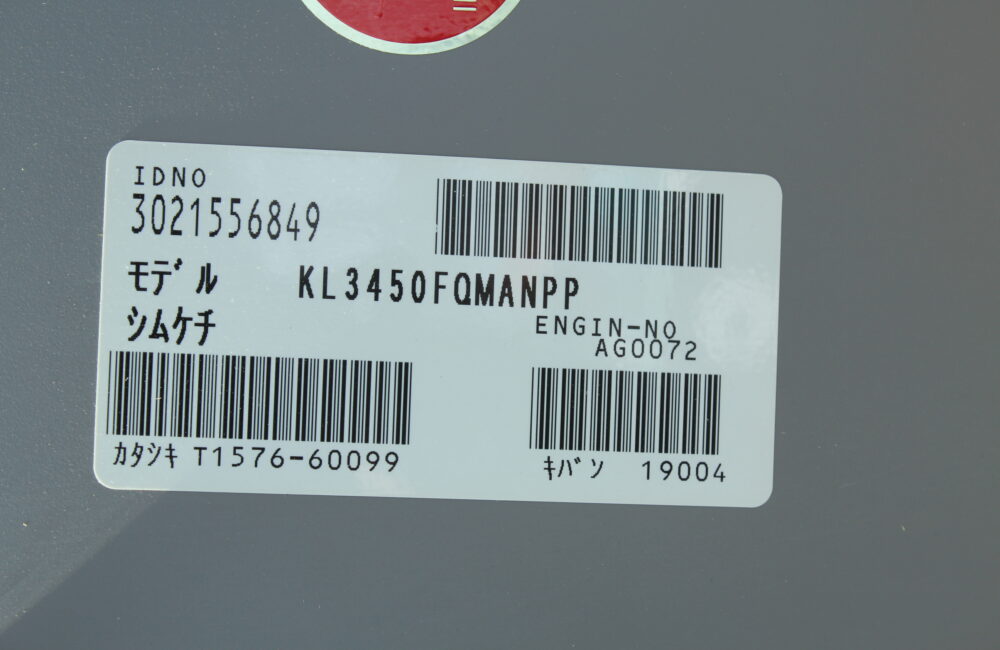 IDNO
3021556849
ﾓﾃﾞﾙ KL3450FQMANPP
ｼﾑｹﾁ
ENGIN-NO
AG0072
ｶﾀｼｷ T1576-60099
ｷﾊﾞﾝ 19004